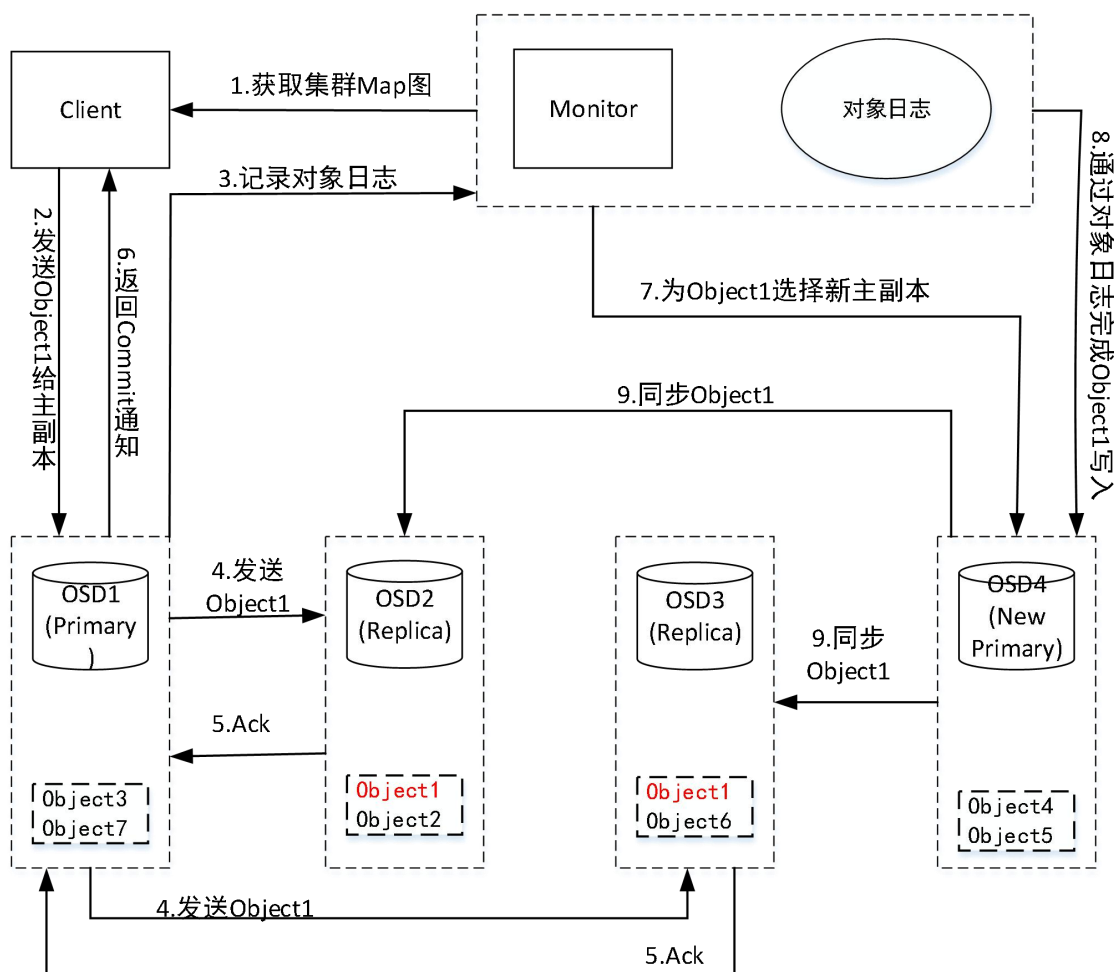 Client
1.获取集群Map图
Monitor
对象日志
3.记录对象日志
2.发送Object1给主副本
6.返回Commit通知
7.为Object1选择新主副本
8.通过对象日志完成Object1写入
9.同步Object1
OSD1
(Primary
)
4.发送
Object1
OSD2
(Replica)
OSD3
(Replica)
9.同步
Object1
OSD4
(New
Primary)
5.Ack
Object3
Object7
Object1
Object2
Object1
Object6
Object4
Object5
4.发送Object1
5.Ack